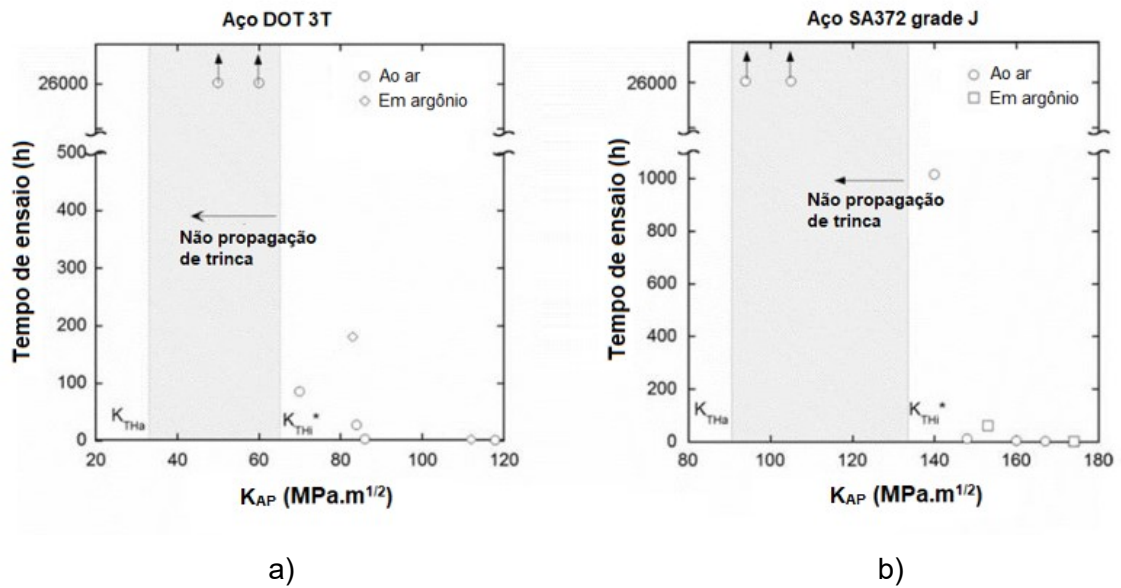 Aço DOT 3T
Tempo de ensaio (h)
26000
500
400
300
200
100
0
Ao ar
Em argônio
Não propagação
de trinca
K_THa
K_THi*
20 40 60 80 100 120
K_AP (MPa.m^1/2)
a)
Aço SA372 grade J
Tempo de ensaio (h)
26000
1000
800
600
400
200
0
Ao ar
Em argônio
Não propagação
de trinca
K_THa
K_THi*
80 100 120 140 160 180
K_AP (MPa.m^1/2)
b)